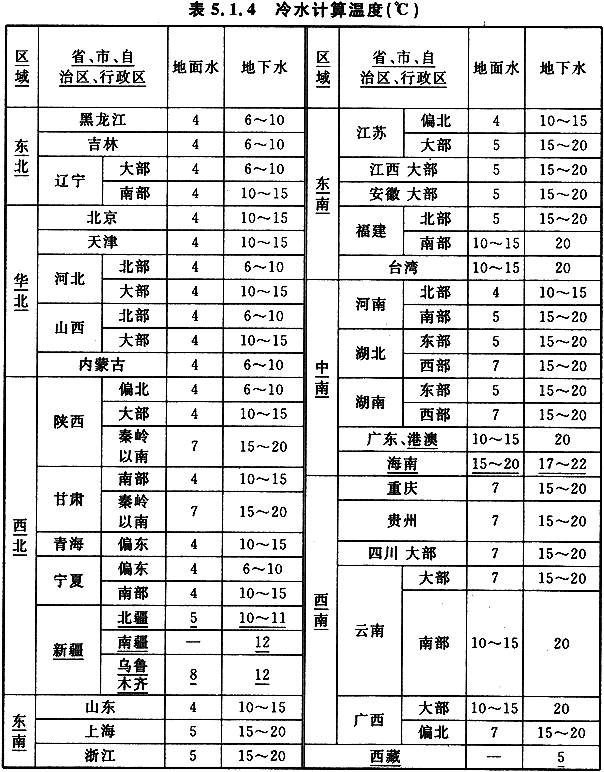 表 5.1.4 冷水计算温度(℃)
区域 省、市、自治区、行政区 地面水 地下水
东北 黑龙江 4 6～10
吉林 4 6～10
辽宁 大部 4 6～10
南部 4 10～15
华北 北京 4 10～15
天津 4 10～15
河北 北部 4 6～10
大部 4 10～15
山西 北部 4 6～10
大部 4 10～15
内蒙古 4 6～10
西北 陕西 偏北 4 6～10
大部 4 10～15
秦岭以南 7 15～20
甘肃 南部 4 10～15
秦岭以南 7 15～20
青海 偏东 4 10～15
宁夏 偏东 4 6～10
南部 4 10～15
新疆 北疆 5 10～11
南疆 — 12
乌鲁木齐 8 12
东南 山东 4 10～15
上海 5 15～20
浙江 5 15～20
区域 省、市、自治区、行政区 地面水 地下水
东南 江苏 偏北 4 10～15
大部 5 15～20
江西 大部 5 15～20
安徽 大部 5 15～20
福建 北部 5 15～20
南部 10～15 20
台湾 10～15 20
中南 河南 北部 4 10～15
南部 5 15～20
湖北 东部 5 15～20
西部 7 15～20
湖南 东部 5 15～20
西部 7 15～20
广东、港澳 10～15 20
海南 15～20 17～22
西南 重庆 7 15～20
贵州 7 15～20
四川 大部 7 15～20
云南 大部 7 15～20
南部 10～15 20
广西 大部 10～15 20
偏北 7 15～20
西藏 — 5